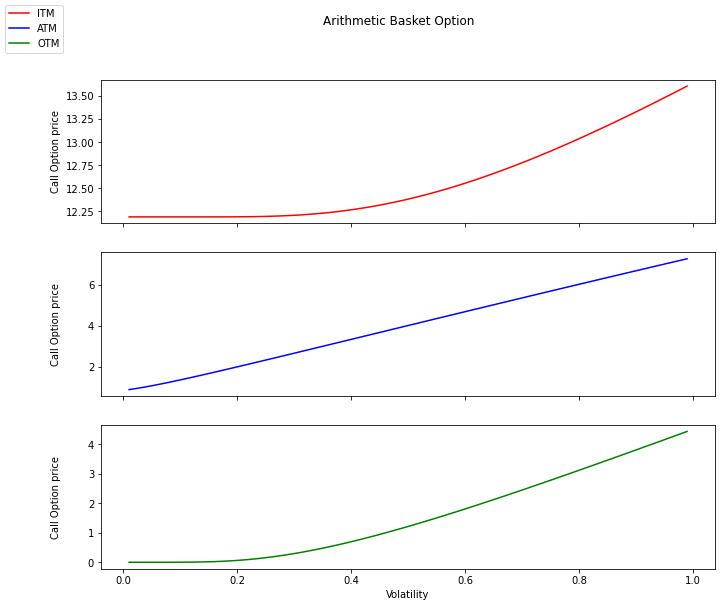 ITM
ATM
OTM
Arithmetic Basket Option
13.50
13.25
13.00
12.75
12.50
12.25
Call Option price
6
4
2
Call Option price
4
3
2
1
0
Call Option price
0.0 0.2 0.4 0.6 0.8 1.0
Volatility